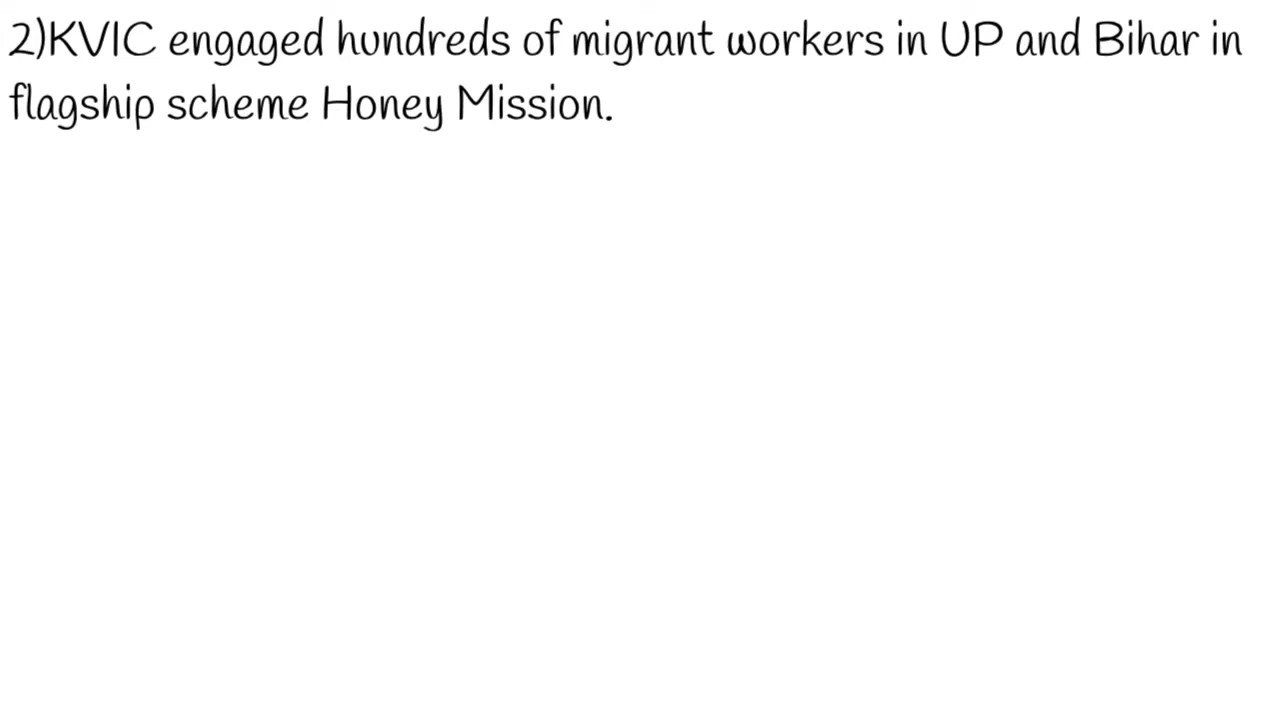 2)KVIC engaged hundreds of migrant workers in UP and Bihar in
flagship scheme Honey Mission.